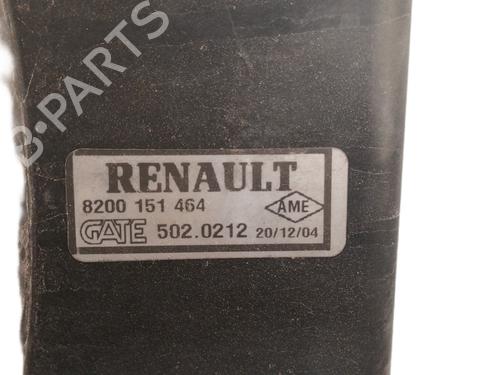 B-PARTS
RENAULT
8200 151 464 AME
GATE 502.0212 20/12/04